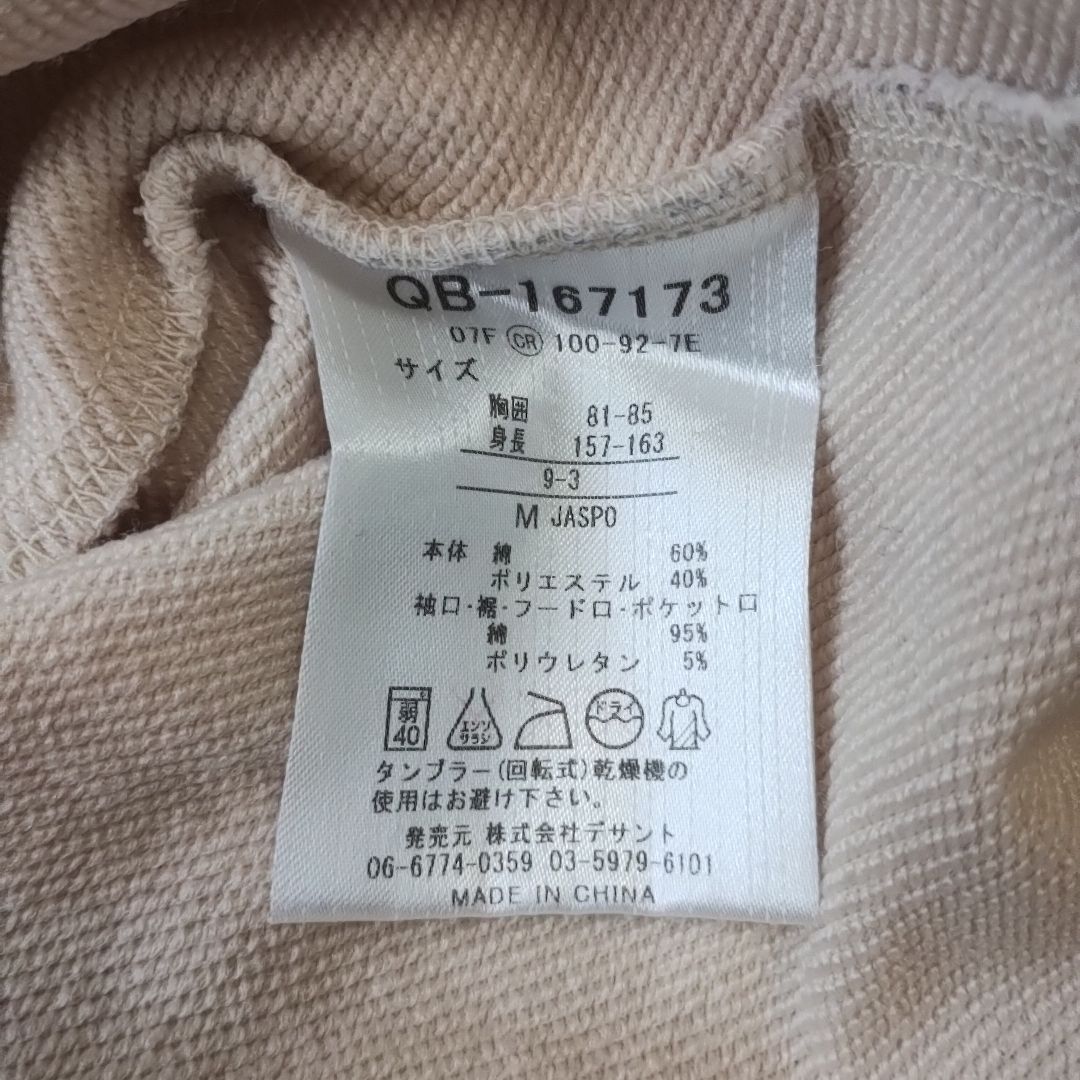 QB-167173
07F CR 100-92-7E
サイズ
胸囲 81-85
身長 157-163
9-3
M JASPO
本体 綿 60%
ポリエステル 40%
袖口・裾・フード口・ポケット口
綿 95%
ポリウレタン 5%
弱 40 エンソサラシ ドライ
タンブラー(回転式)乾燥機の
使用はお避け下さい。
発売元 株式会社デサント
06-6774-0359 03-5979-6101
MADE IN CHINA